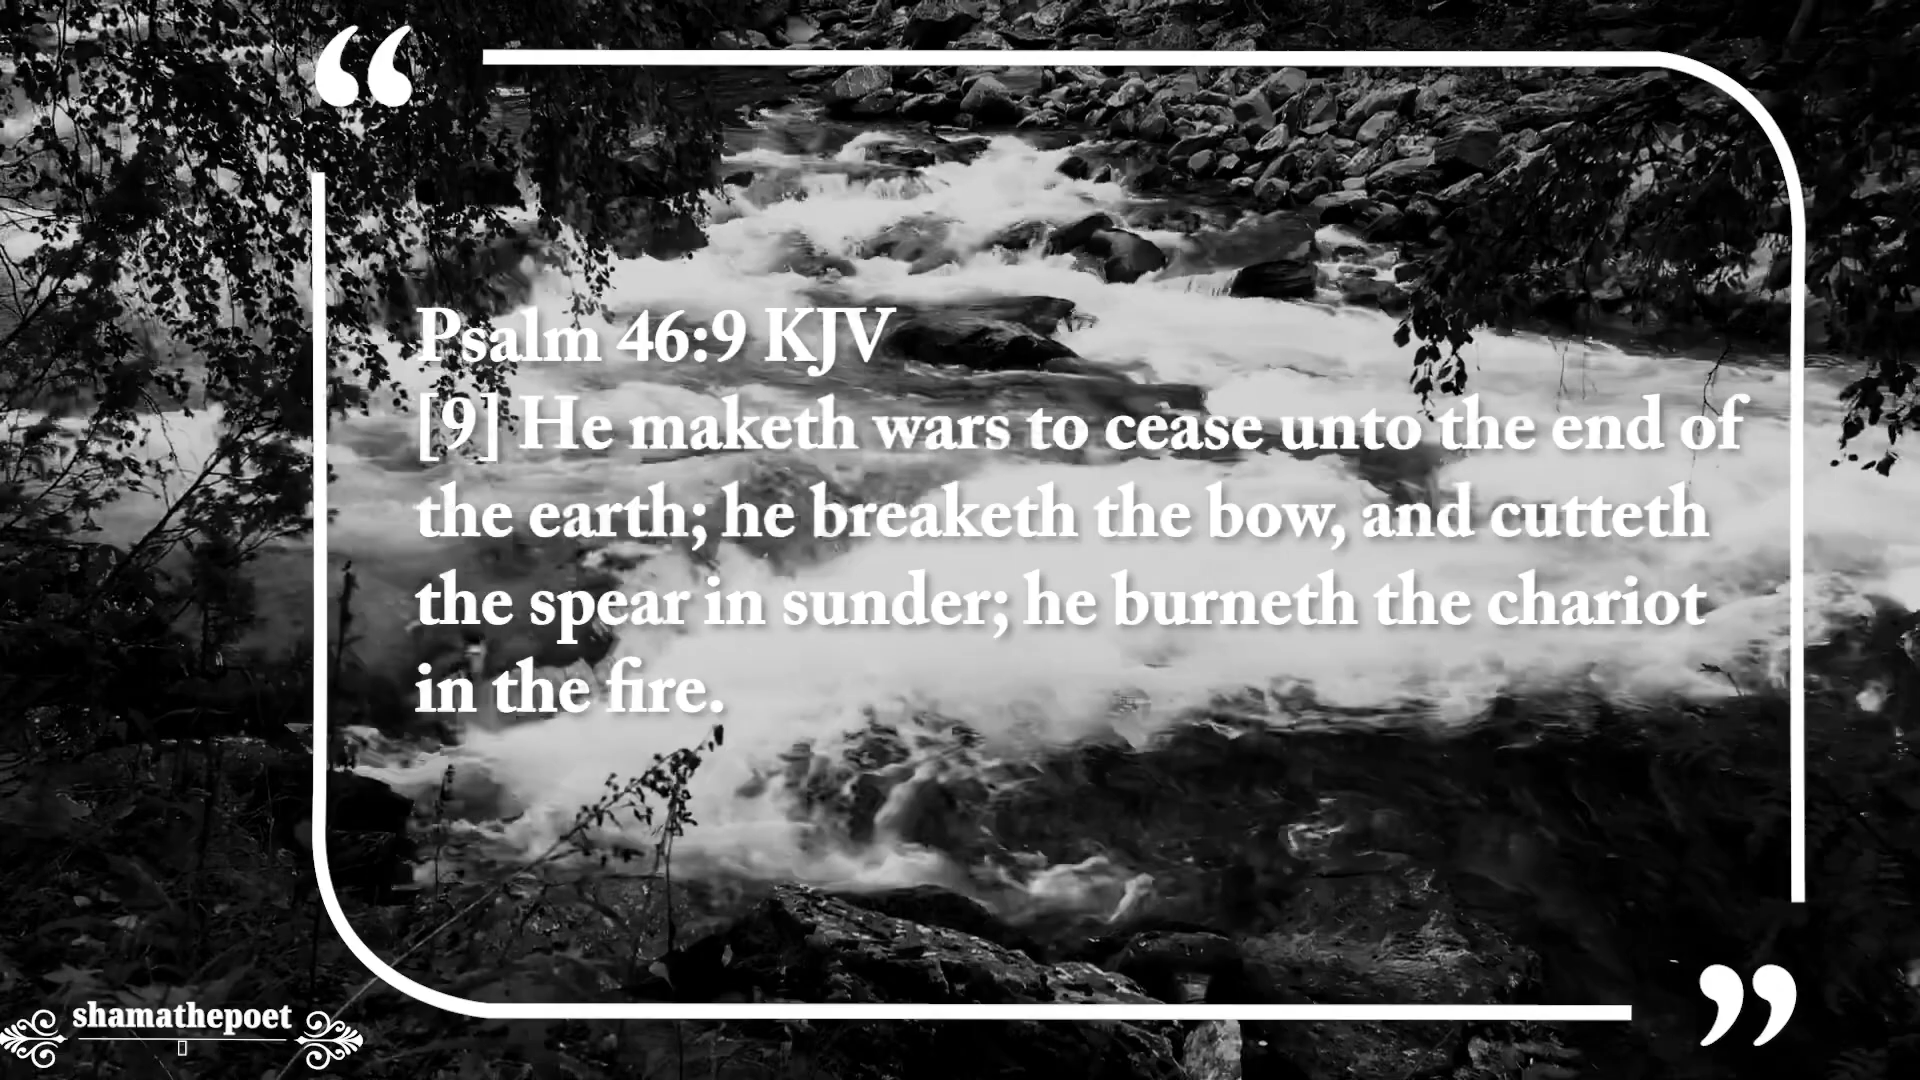 Psalm 46:9 KJV
[9] He maketh wars to cease unto the end of
the earth; he breaketh the bow, and cutteth
the spear in sunder; he burneth the chariot
in the fire.
shamathepoet